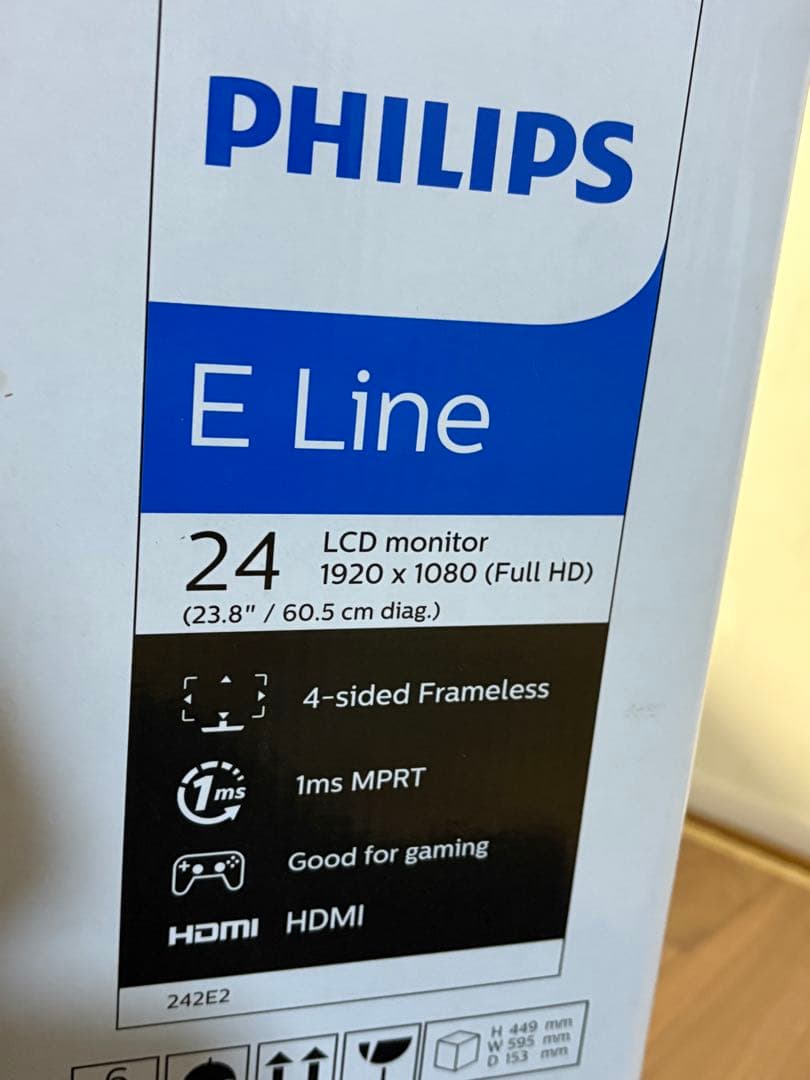 PHILIPS
E Line
24
LCD monitor
1920 x 1080 (Full HD)
(23.8" / 60.5 cm diag.)
4-sided Frameless
1ms
1ms MPRT
Good for gaming
HDMI HDMI
242E2
6
H 449 mm
W 595 mm
D 153 mm